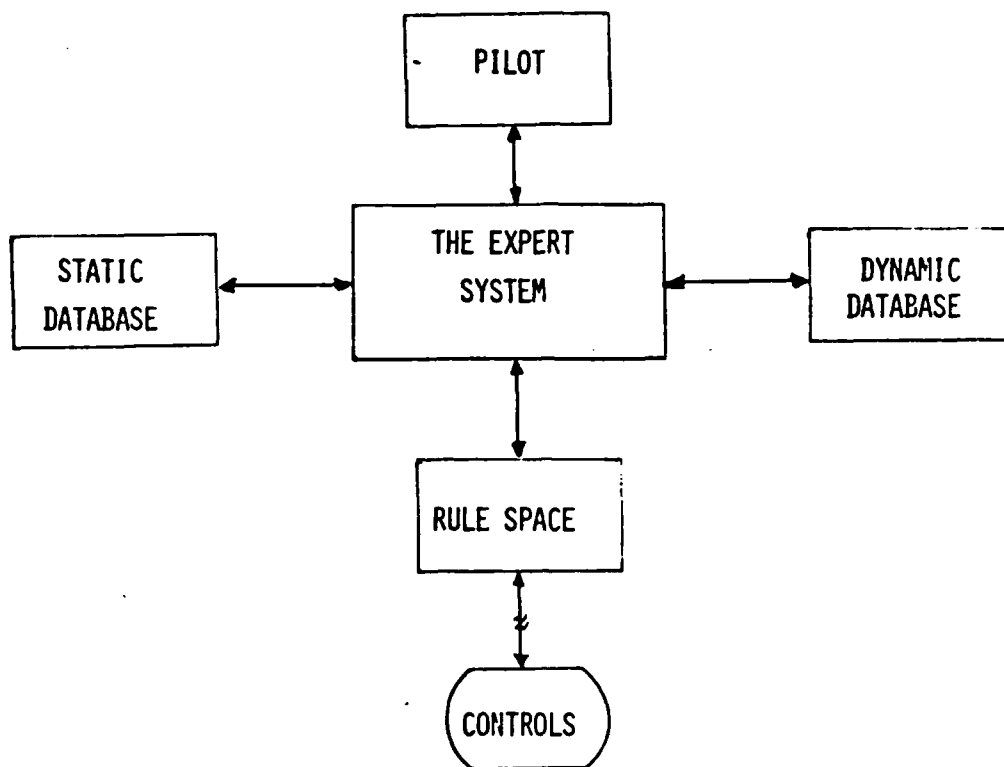 PILOT
THE EXPERT
SYSTEM
STATIC
DATABASE
DYNAMIC
DATABASE
RULE SPACE
CONTROLS